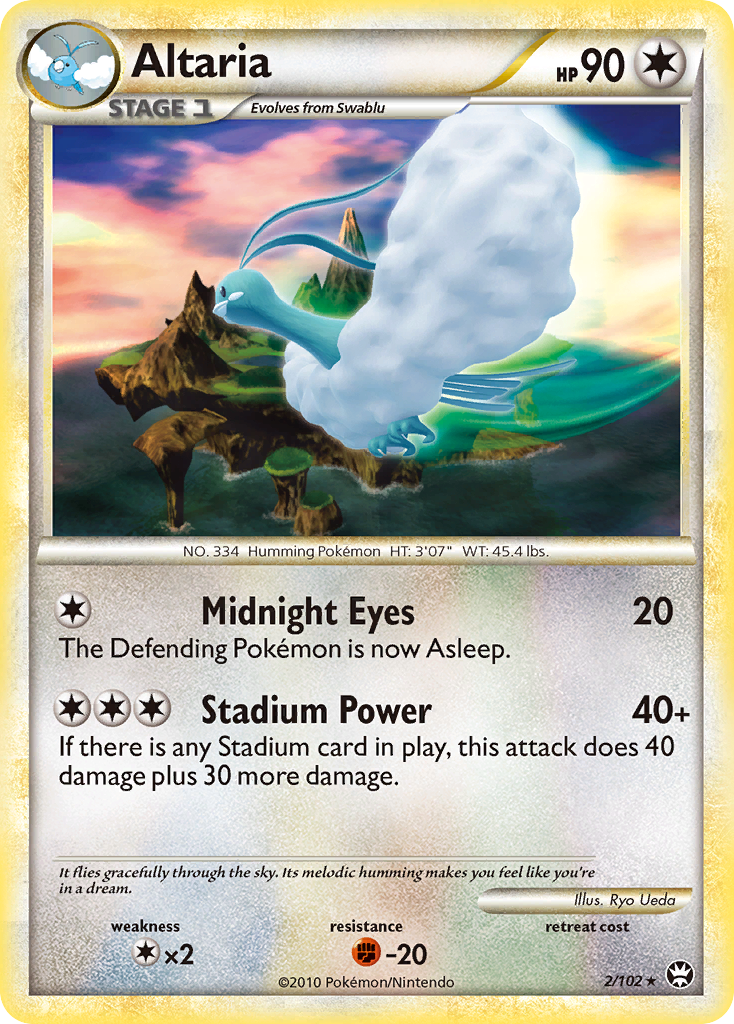 Altaria
HP 90
STAGE 1
Evolves from Swablu
NO. 334 Humming Pokémon HT: 3'07" WT: 45.4 lbs.
Midnight Eyes 20
The Defending Pokémon is now Asleep.
Stadium Power 40+
If there is any Stadium card in play, this attack does 40
damage plus 30 more damage.
It flies gracefully through the sky. Its melodic humming makes you feel like you're
in a dream.
Illus. Ryo Ueda
weakness resistance retreat cost
×2 -20
©2010 Pokémon/Nintendo 2/102 ★